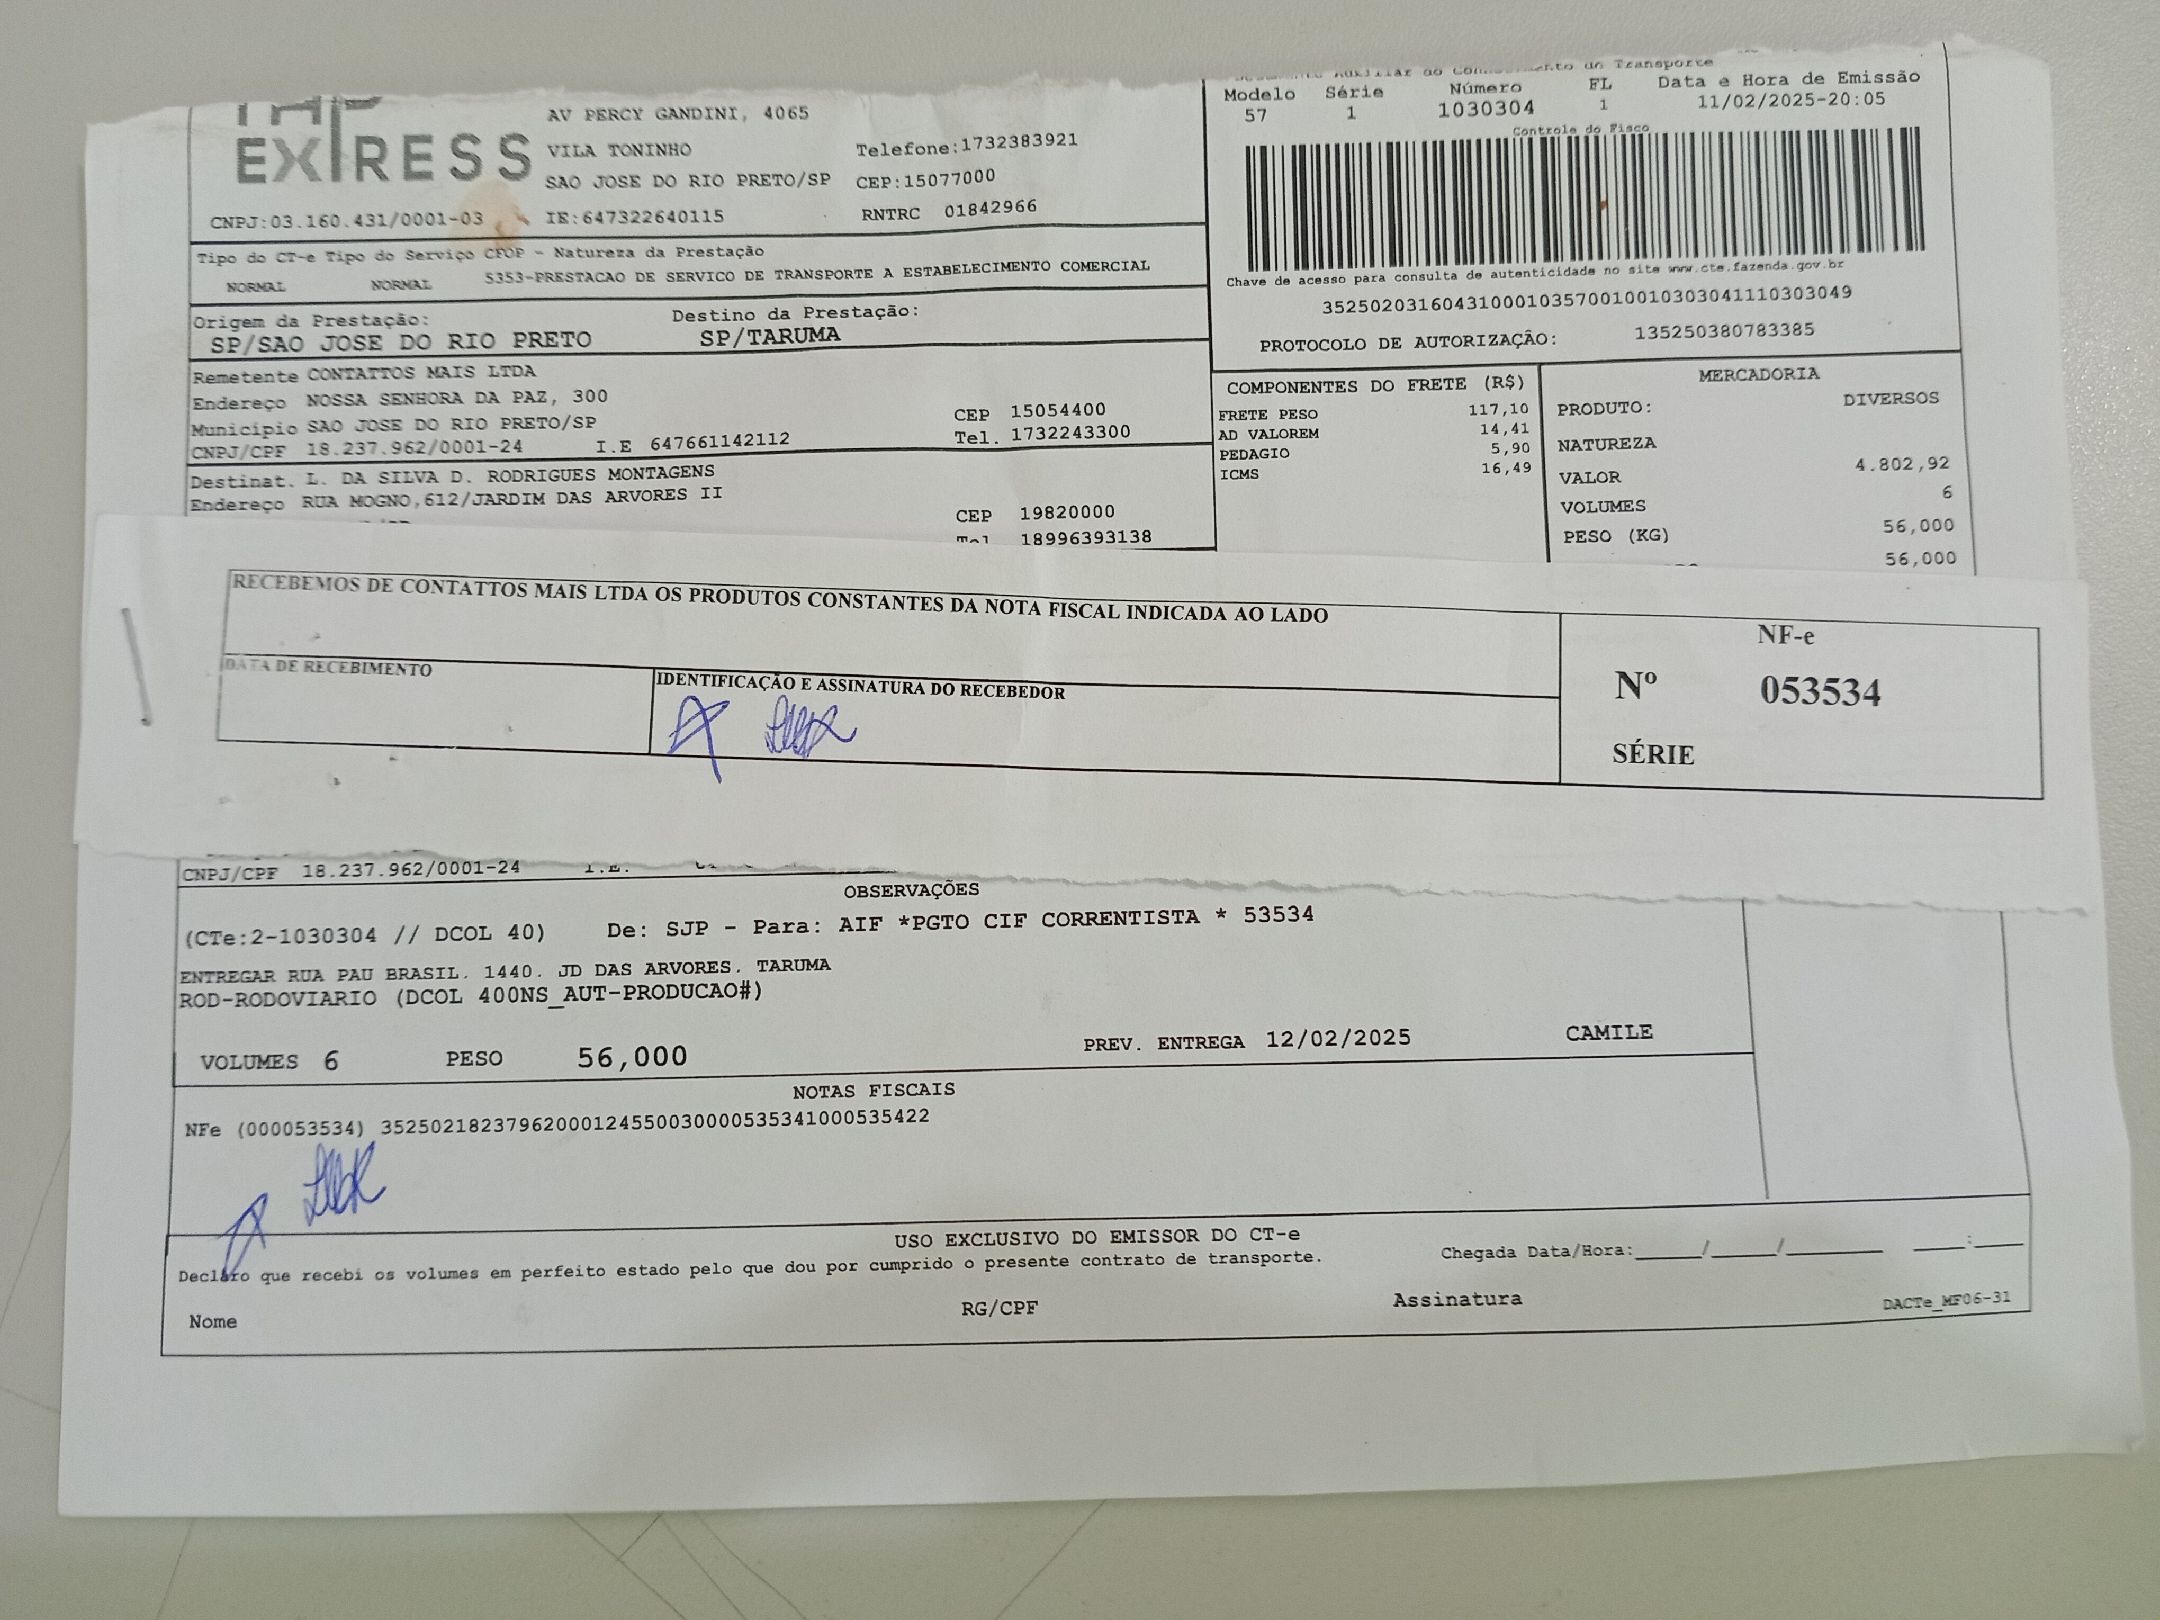 EXPRESS
AV PERCY GANDINI, 4065
VILA TONINHO
Telefone:1732383921
SAO JOSE DO RIO PRETO/SP CEP:15077000
CNPJ:03.160.431/0001-03 IE:647322640115 RNTRC 01842966
Documento Auxiliar do Conhecimento de Transporte
Modelo Série Número FL Data e Hora de Emissão
57 1 1030304 1 11/02/2025-20:05
Controle do Fisco
Chave de acesso para consulta de autenticidade no site www.cte.fazenda.gov.br
35250203160431000103570010010303041110303049
PROTOCOLO DE AUTORIZAÇÃO: 135250380783385
Tipo do CT-e Tipo do Serviço CFOP - Natureza da Prestação
NORMAL NORMAL 5353-PRESTACAO DE SERVICO DE TRANSPORTE A ESTABELECIMENTO COMERCIAL
Origem da Prestação: Destino da Prestação:
SP/SAO JOSE DO RIO PRETO SP/TARUMA
Remetente CONTATTOS MAIS LTDA
Endereço NOSSA SENHORA DA PAZ, 300
Município SAO JOSE DO RIO PRETO/SP CEP 15054400
CNPJ/CPF 18.237.962/0001-24 I.E 647661142112 Tel. 1732243300
Destinat. L. DA SILVA D. RODRIGUES MONTAGENS
Endereço RUA MOGNO,612/JARDIM DAS ARVORES II
CEP 19820000
Tel 18996393138
COMPONENTES DO FRETE (R$)
FRETE PESO 117,10
AD VALOREM 14,41
PEDAGIO 5,90
ICMS 16,49
MERCADORIA
PRODUTO: DIVERSOS
NATUREZA
VALOR 4.802,92
VOLUMES 6
PESO (KG) 56,000
56,000
RECEBEMOS DE CONTATTOS MAIS LTDA OS PRODUTOS CONSTANTES DA NOTA FISCAL INDICADA AO LADO
DATA DE RECEBIMENTO
IDENTIFICAÇÃO E ASSINATURA DO RECEBEDOR
NF-e
Nº 053534
SÉRIE
CNPJ/CPF 18.237.962/0001-24 I.E.
OBSERVAÇÕES
(CTe:2-1030304 // DCOL 40) De: SJP - Para: AIF *PGTO CIF CORRENTISTA * 53534
ENTREGAR RUA PAU BRASIL. 1440. JD DAS ARVORES. TARUMA
ROD-RODOVIARIO (DCOL 400NS_AUT-PRODUCAO#)
VOLUMES 6 PESO 56,000 PREV. ENTREGA 12/02/2025 CAMILE
NOTAS FISCAIS
NFe (000053534) 35250218237962000124550030000535341000535422
USO EXCLUSIVO DO EMISSOR DO CT-e
Declaro que recebi os volumes em perfeito estado pelo que dou por cumprido o presente contrato de transporte.
Chegada Data/Hora:____/____/______ ___:___
Nome RG/CPF Assinatura DACTe_MF06-31